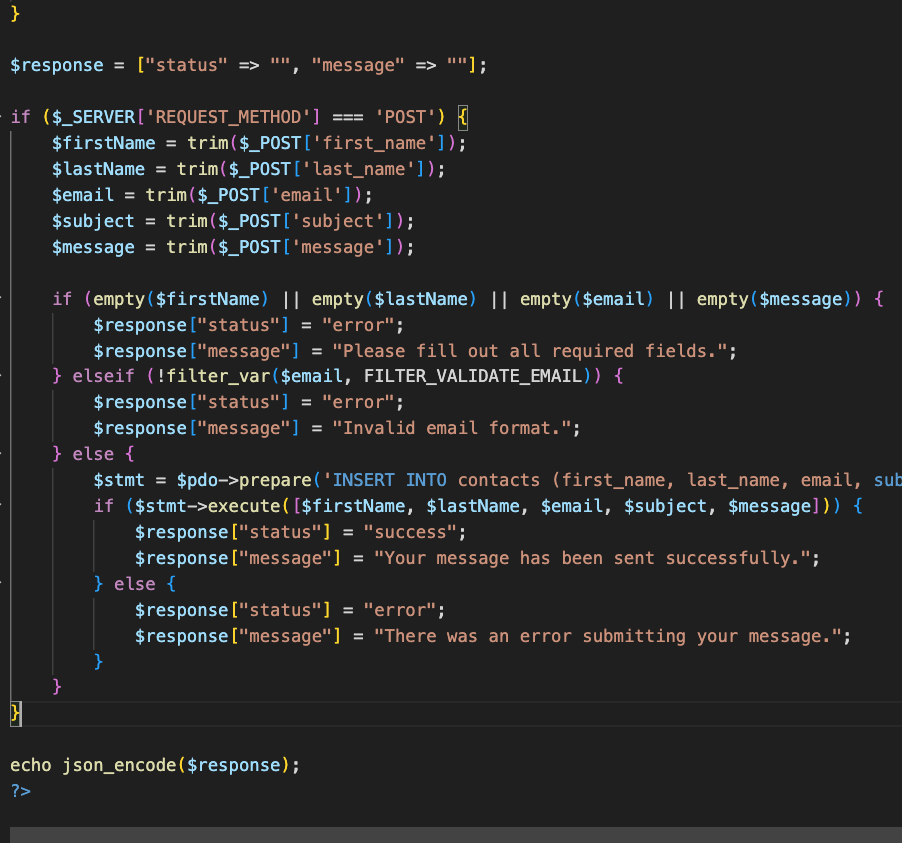 }
$response = ["status" => "", "message" => ""];
if ($_SERVER['REQUEST_METHOD'] === 'POST') {
$firstName = trim($_POST['first_name']);
$lastName = trim($_POST['last_name']);
$email = trim($_POST['email']);
$subject = trim($_POST['subject']);
$message = trim($_POST['message']);
if (empty($firstName) || empty($lastName) || empty($email) || empty($message)) {
$response["status"] = "error";
$response["message"] = "Please fill out all required fields.";
} elseif (!filter_var($email, FILTER_VALIDATE_EMAIL)) {
$response["status"] = "error";
$response["message"] = "Invalid email format.";
} else {
$stmt = $pdo->prepare('INSERT INTO contacts (first_name, last_name, email, sub
if ($stmt->execute([$firstName, $lastName, $email, $subject, $message])) {
$response["status"] = "success";
$response["message"] = "Your message has been sent successfully.";
} else {
$response["status"] = "error";
$response["message"] = "There was an error submitting your message.";
}
}
}
echo json_encode($response);
?>